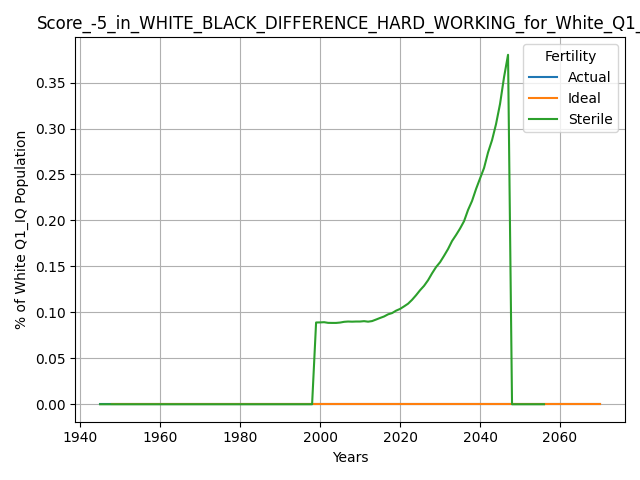 Score_-5_in_WHITE_BLACK_DIFFERENCE_HARD_WORKING_for_White_Q1_
Fertility
Actual
Ideal
Sterile
% of White Q1_IQ Population
0.35
0.30
0.25
0.20
0.15
0.10
0.05
0.00
1940 1960 1980 2000 2020 2040 2060
Years